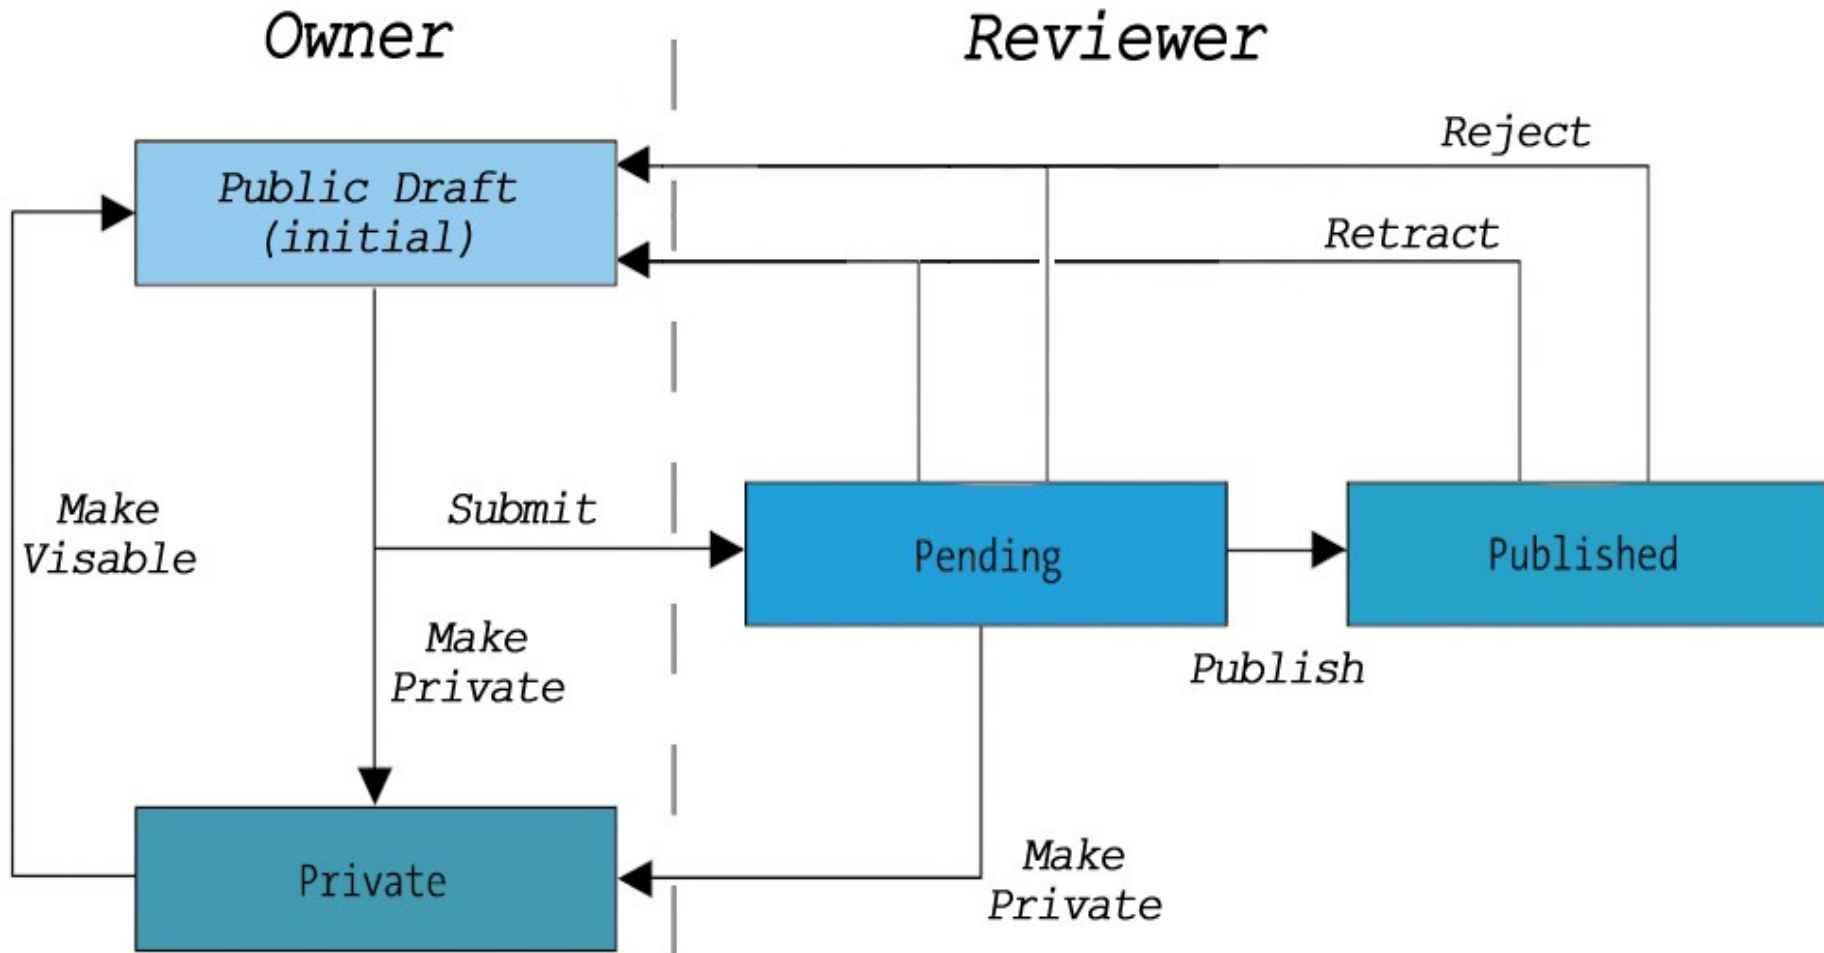 Owner
Reviewer
Reject
Public Draft
(initial)
Retract
Make
Visable
Submit
Pending
Published
Make
Private
Publish
Private
Make
Private